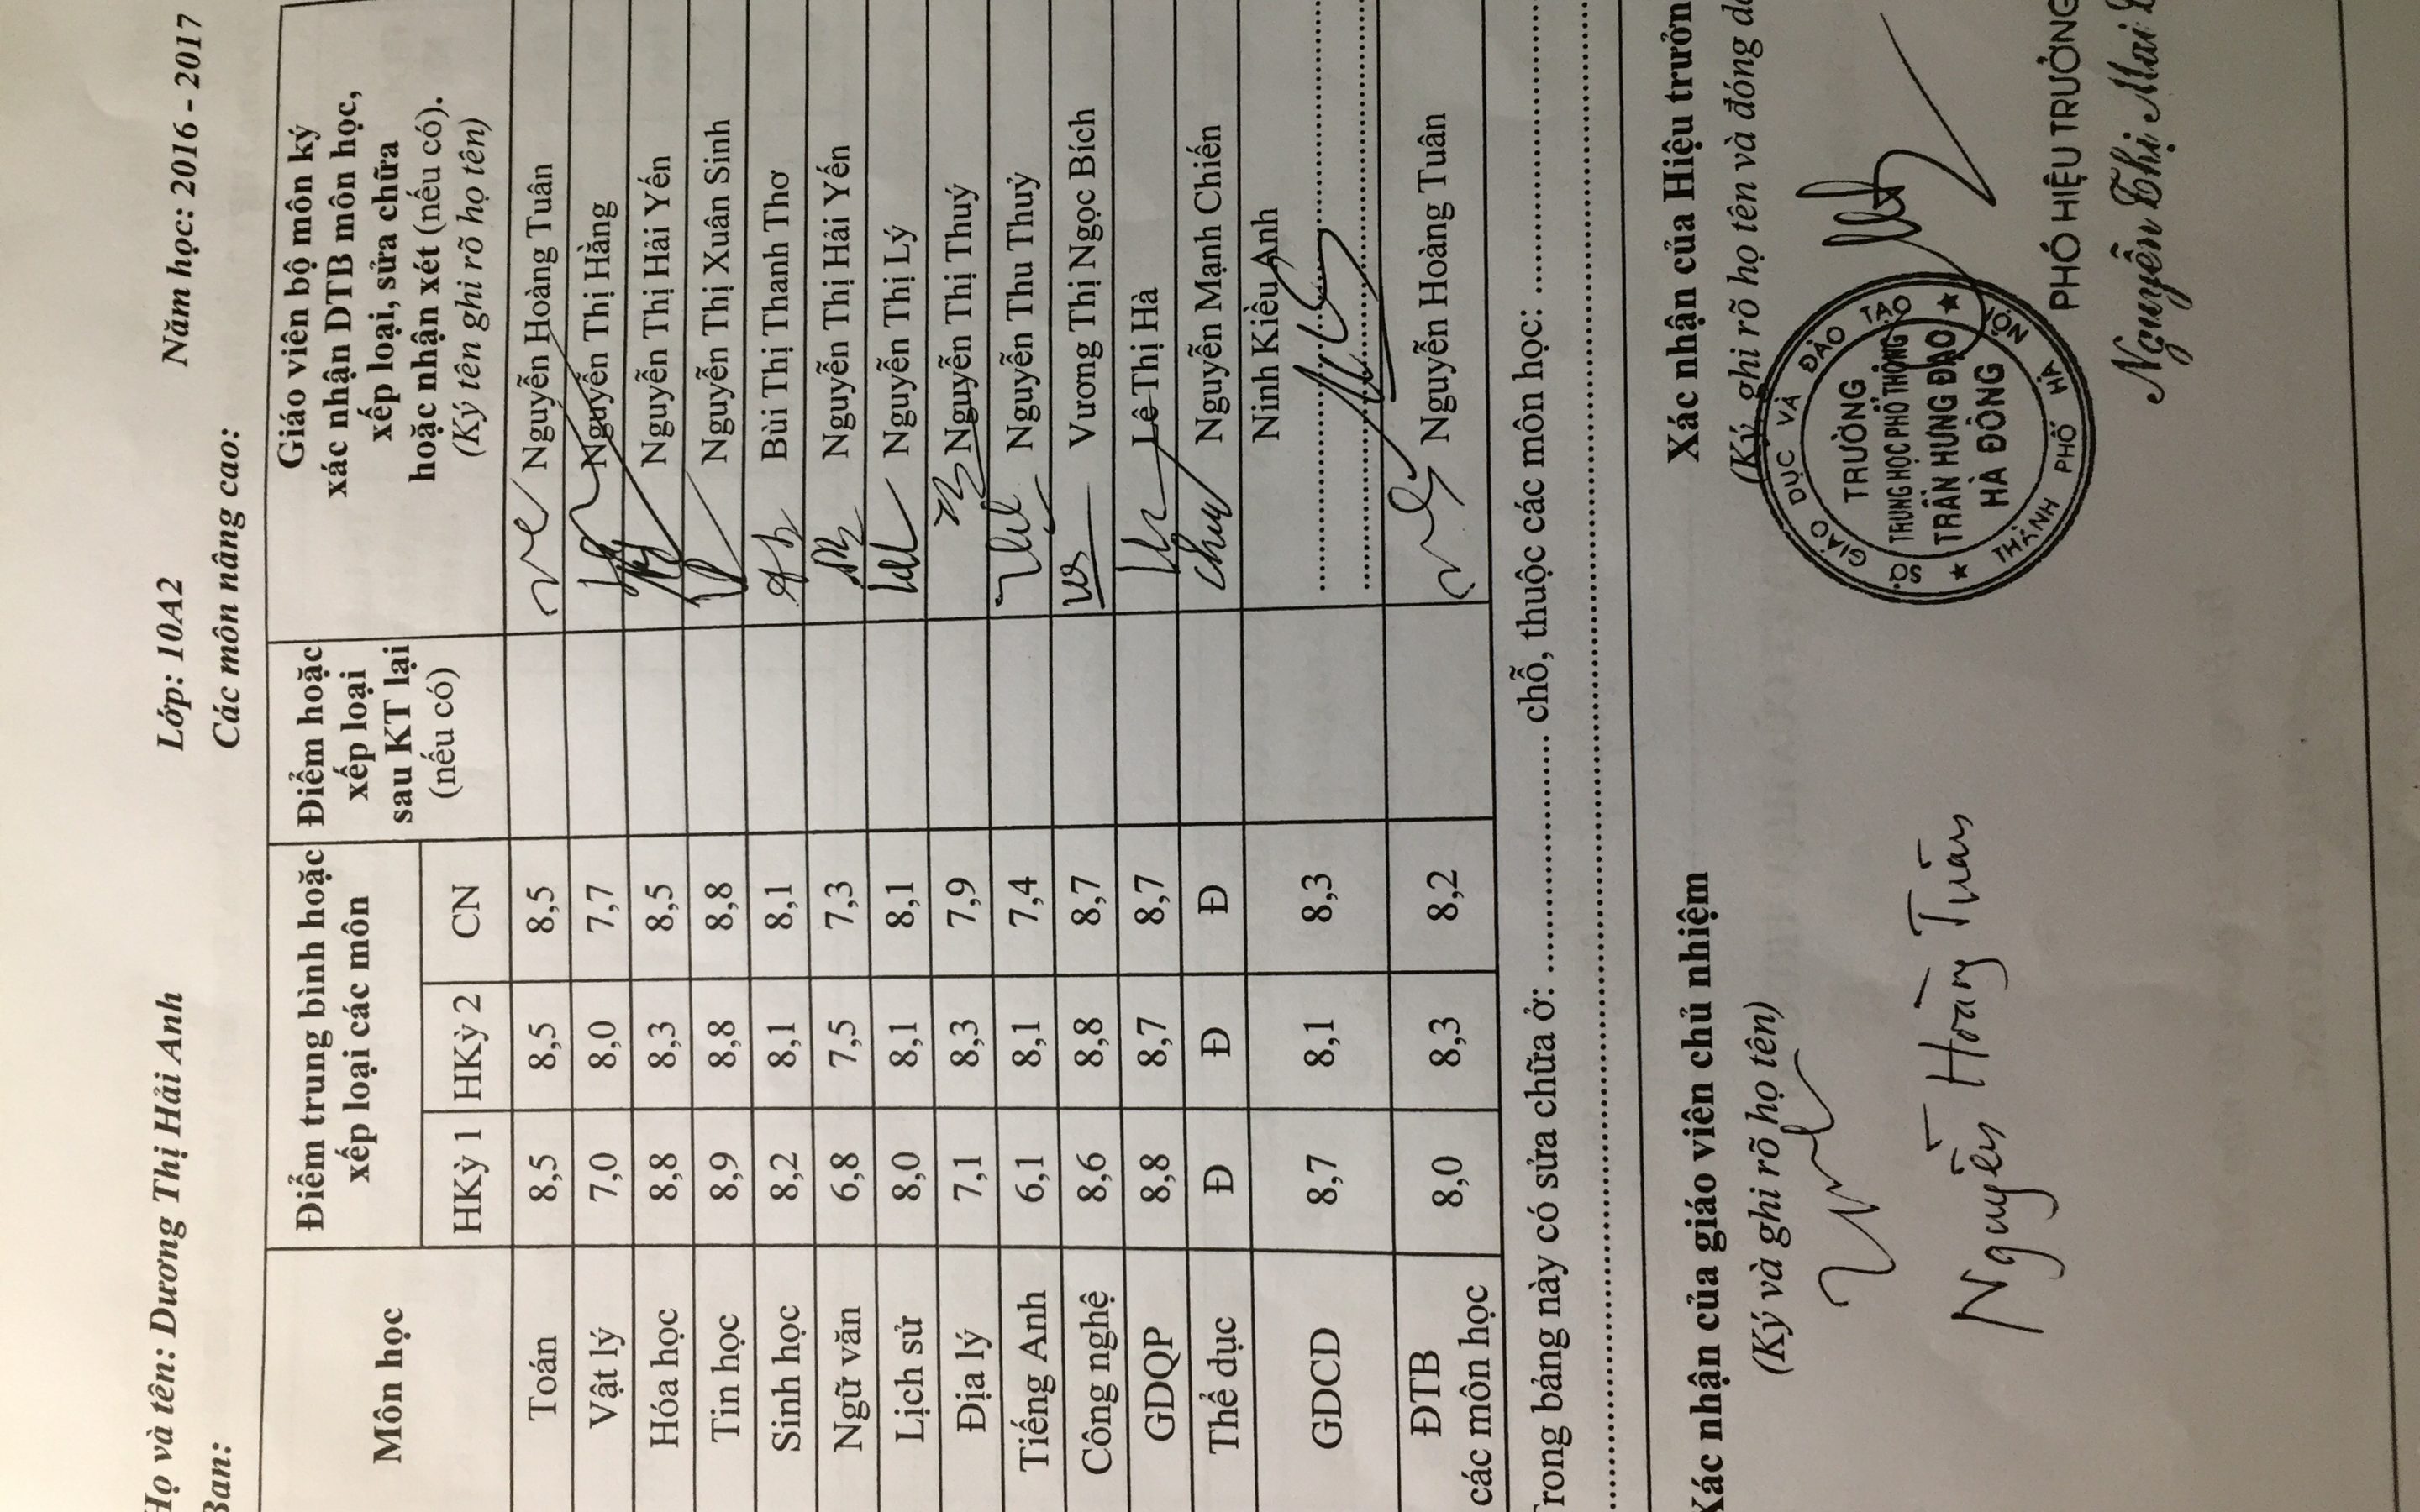 Họ và tên: Dương Thị Hải Anh Lớp: 10A2 Năm học: 2016 - 2017
Ban: Các môn nâng cao:
Môn học
Điểm trung bình hoặc
xếp loại các môn
HKỳ 1 HKỳ 2 CN
Điểm hoặc
xếp loại
sau KT lại
(nếu có)
Giáo viên bộ môn ký
xác nhận DTB môn học,
xếp loại, sửa chữa
hoặc nhận xét (nếu có).
(Ký tên ghi rõ họ tên)
Toán 8,5 8,5 8,5 Nguyễn Hoàng Tuân
Vật lý 7,0 8,0 7,7 Nguyễn Thị Hằng
Hóa học 8,8 8,3 8,5 Nguyễn Thị Hải Yến
Tin học 8,9 8,8 8,8 Nguyễn Thị Xuân Sinh
Sinh học 8,2 8,1 8,1 Bùi Thị Thanh Thơ
Ngữ văn 6,8 7,5 7,3 Nguyễn Thị Hải Yến
Lịch sử 8,0 8,1 8,1 Nguyễn Thị Lý
Địa lý 7,1 8,3 7,9 Nguyễn Thị Thuý
Tiếng Anh 6,1 8,1 7,4 Nguyễn Thu Thuỷ
Công nghệ 8,6 8,8 8,7 Vương Thị Ngọc Bích
GDQP 8,8 8,7 8,7 Lê Thị Hà
Thể dục Đ Đ Đ Nguyễn Mạnh Chiến
GDCD 8,7 8,1 8,3 Ninh Kiều Anh
ĐTB
các môn học 8,0 8,3 8,2 Nguyễn Hoàng Tuân
Trong bảng này có sửa chữa ở: ........................ chỗ, thuộc các môn học: ........................
Xác nhận của giáo viên chủ nhiệm
(Ký và ghi rõ họ tên)
Nguyễn Hoàng Tuân
Xác nhận của Hiệu trưởn
(Ký, ghi rõ họ tên và đóng dấ
SỞ GIÁO DỤC VÀ ĐÀO TẠO
TRƯỜNG
TRUNG HỌC PHỔ THÔNG
TRẦN HƯNG ĐẠO
HÀ ĐÔNG
THÀNH PHỐ HÀ NỘI
PHÓ HIỆU TRƯỞNG
Nguyễn Thị Mai